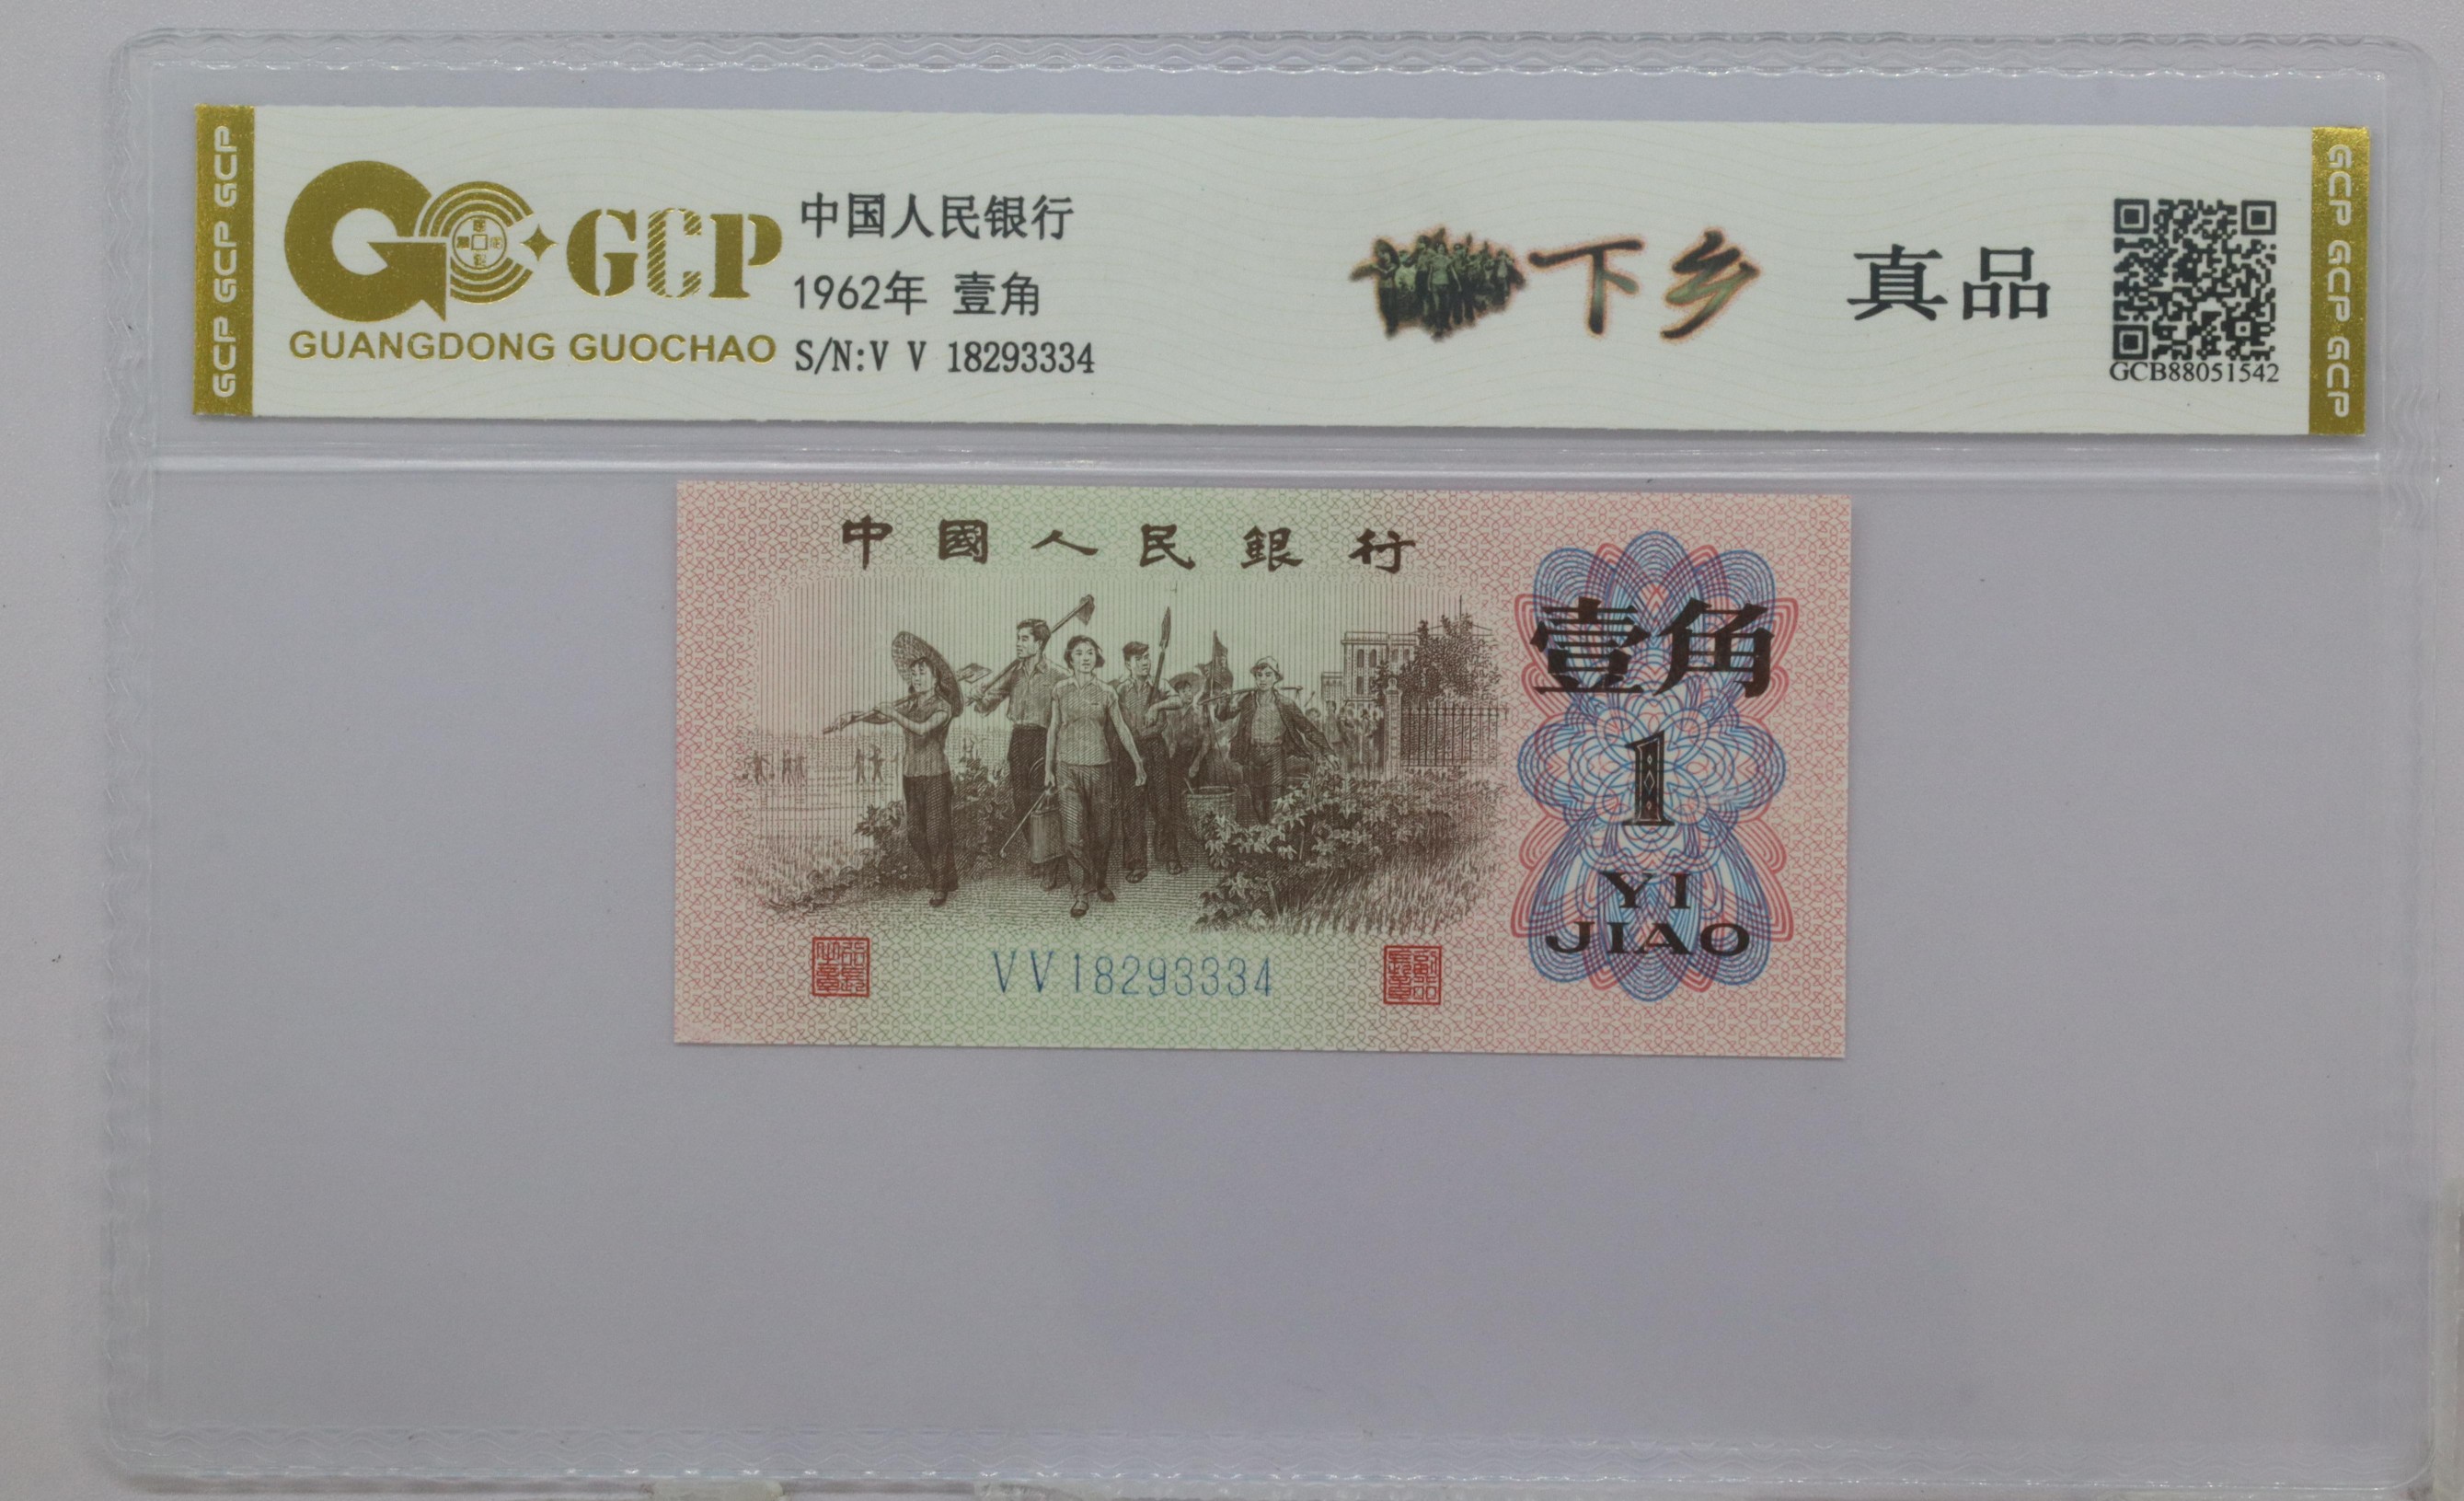 GCP GCP GCP
GCP
GUANGDONG GUOCHAO
中国人民银行
1962年 壹角
S/N:V V 18293334
下乡
真品
GCB88051542
GCP GCP GCP
中國人民銀行
壹角
1
YI
JIAO
VV18293334